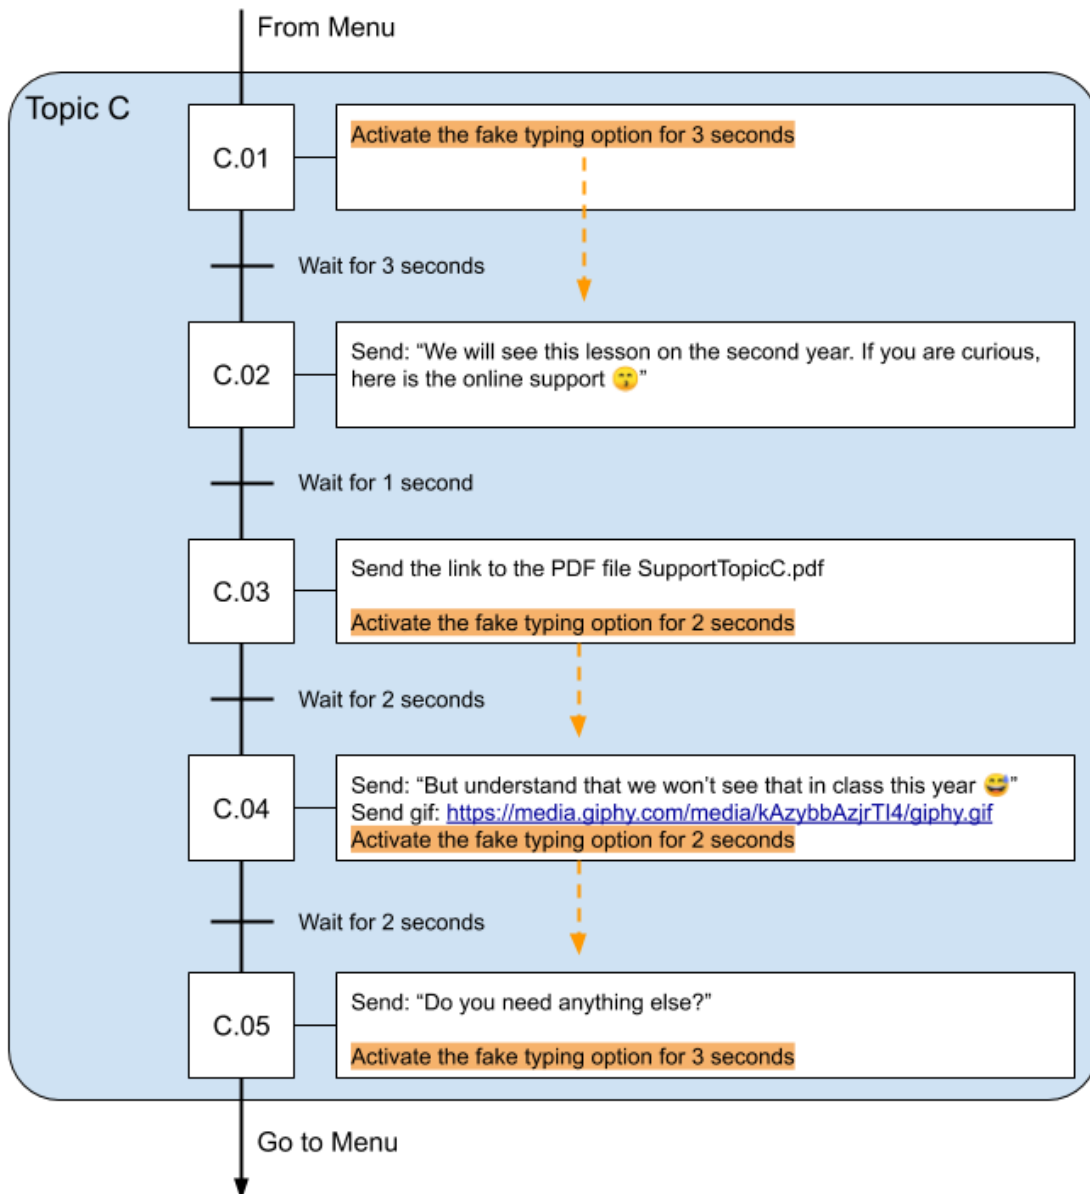 From Menu
Topic C
C.01
Activate the fake typing option for 3 seconds
Wait for 3 seconds
C.02
Send: “We will see this lesson on the second year. If you are curious,
here is the online support 😙”
Wait for 1 second
C.03
Send the link to the PDF file SupportTopicC.pdf
Activate the fake typing option for 2 seconds
Wait for 2 seconds
C.04
Send: “But understand that we won’t see that in class this year 😅”
Send gif: https://media.giphy.com/media/kAzybbAzjrTI4/giphy.gif
Activate the fake typing option for 2 seconds
Wait for 2 seconds
C.05
Send: “Do you need anything else?”
Activate the fake typing option for 3 seconds
Go to Menu